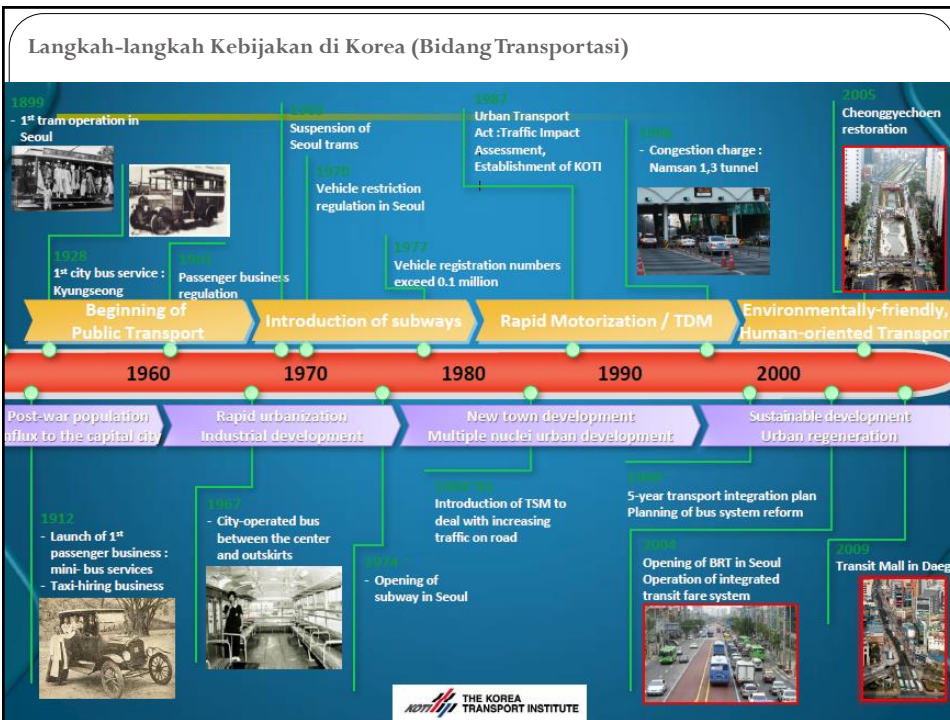 Langkah-langkah Kebijakan di Korea (Bidang Transportasi)
1899
- 1st tram operation in
Seoul
1928
1st city bus service :
Kyungseong
Passenger business
regulation
Suspension of
Seoul trams
1970
Vehicle restriction
regulation in Seoul
1977
Vehicle registration numbers
exceed 0.1 million
1987
Urban Transport
Act :Traffic Impact
Assessment,
Establishment of KOTI
- Congestion charge :
Namsan 1,3 tunnel
2005
Cheonggyechoen
restoration
Beginning of
Public Transport
Introduction of subways
Rapid Motorization / TDM
Environmentally-friendly,
Human-oriented Transpor
1960
1970
1980
1990
2000
Post-war population
nflux to the capital city
Rapid urbanization
Industrial development
New town development
Multiple nuclei urban development
Sustainable development
Urban regeneration
1912
- Launch of 1st
passenger business :
mini- bus services
- Taxi-hiring business
1967
- City-operated bus
between the center
and outskirts
1974
- Opening of
subway in Seoul
Introduction of TSM to
deal with increasing
traffic on road
5-year transport integration plan
Planning of bus system reform
2004
Opening of BRT in Seoul
Operation of integrated
transit fare system
2009
Transit Mall in Daeg
KOTI THE KOREA
TRANSPORT INSTITUTE